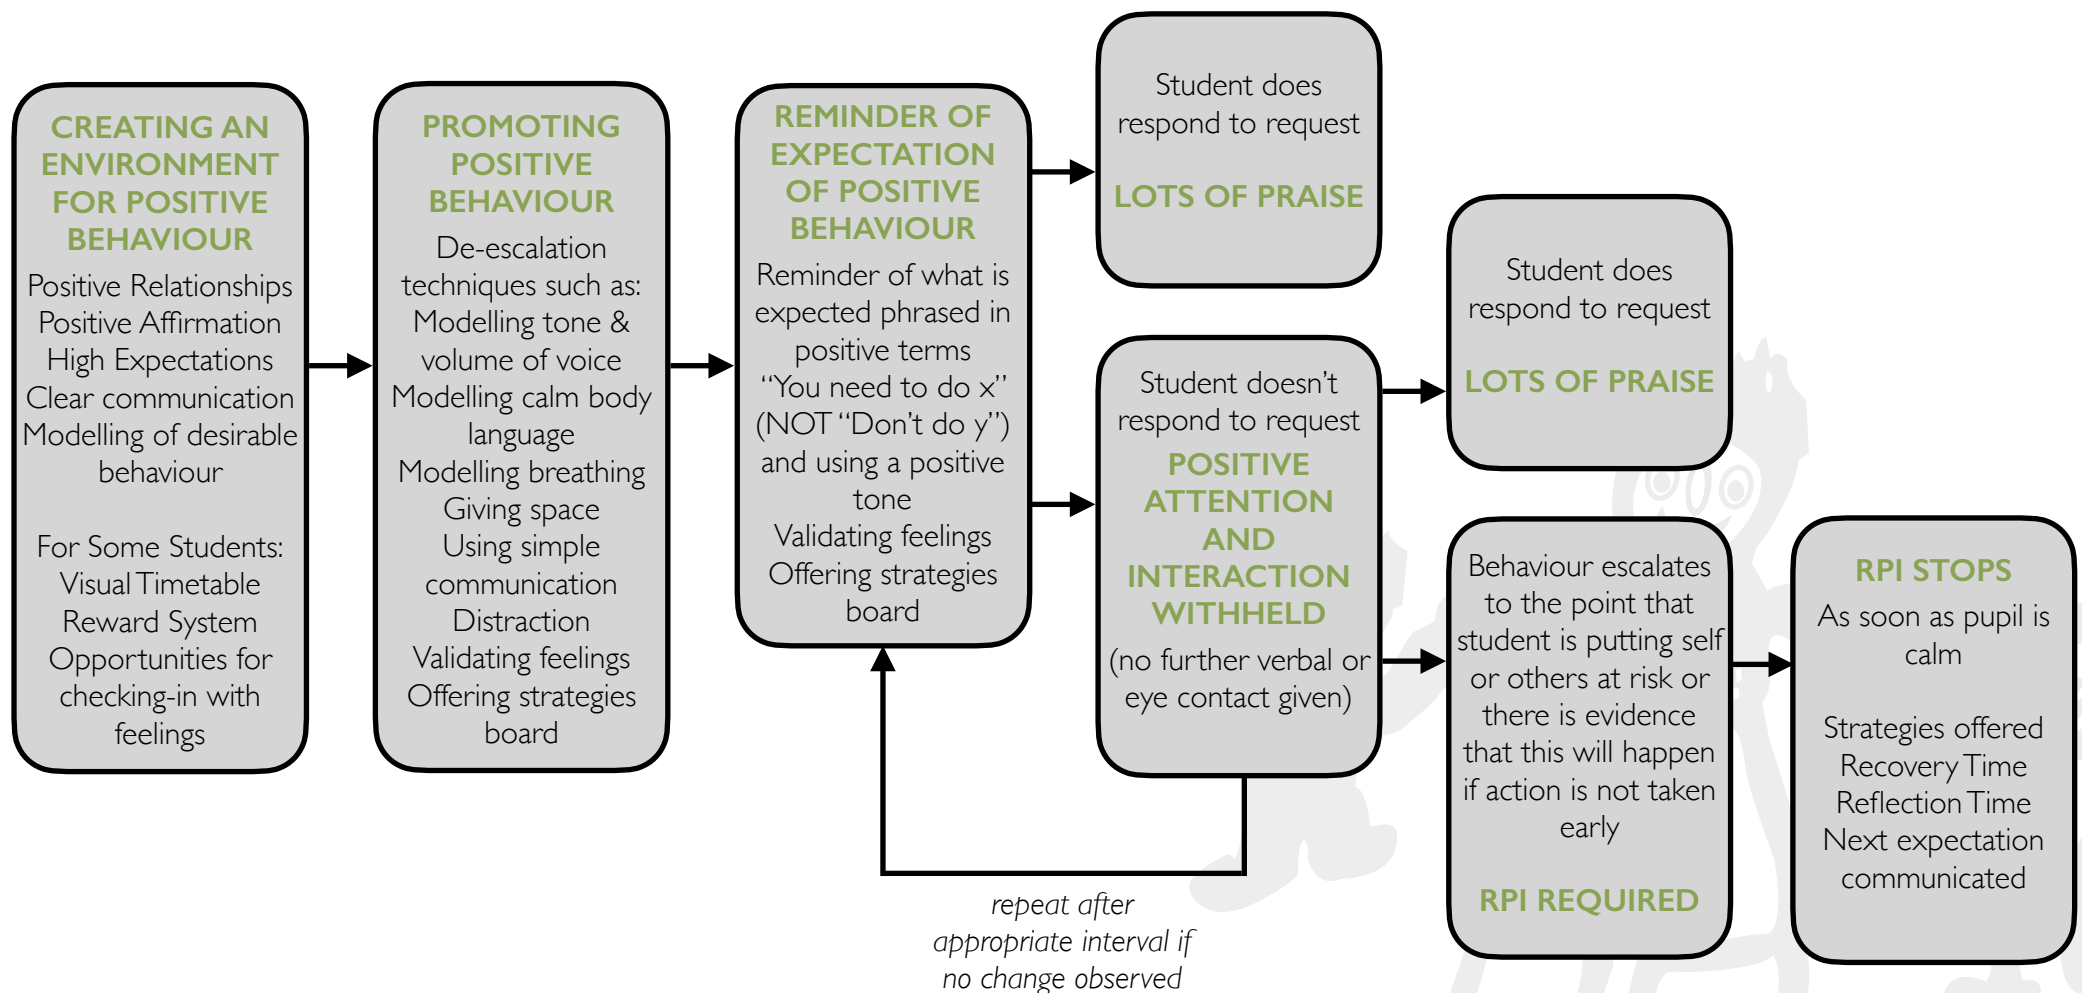 CREATING AN
ENVIRONMENT
FOR POSITIVE
BEHAVIOUR
Positive Relationships
Positive Affirmation
High Expectations
Clear communication
Modelling of desirable
behaviour
For Some Students:
Visual Timetable
Reward System
Opportunities for
checking-in with
feelings
PROMOTING
POSITIVE
BEHAVIOUR
De-escalation
techniques such as:
Modelling tone &
volume of voice
Modelling calm body
language
Modelling breathing
Giving space
Using simple
communication
Distraction
Validating feelings
Offering strategies
board
REMINDER OF
EXPECTATION
OF POSITIVE
BEHAVIOUR
Reminder of what is
expected phrased in
positive terms
“You need to do x”
(NOT “Don’t do y”)
and using a positive
tone
Validating feelings
Offering strategies
board
Student does
respond to request
LOTS OF PRAISE
Student doesn’t
respond to request
POSITIVE
ATTENTION
AND
INTERACTION
WITHHELD
(no further verbal or
eye contact given)
repeat after
appropriate interval if
no change observed
Student does
respond to request
LOTS OF PRAISE
Behaviour escalates
to the point that
student is putting self
or others at risk or
there is evidence
that this will happen
if action is not taken
early
RPI REQUIRED
RPI STOPS
As soon as pupil is
calm
Strategies offered
Recovery Time
Reflection Time
Next expectation
communicated